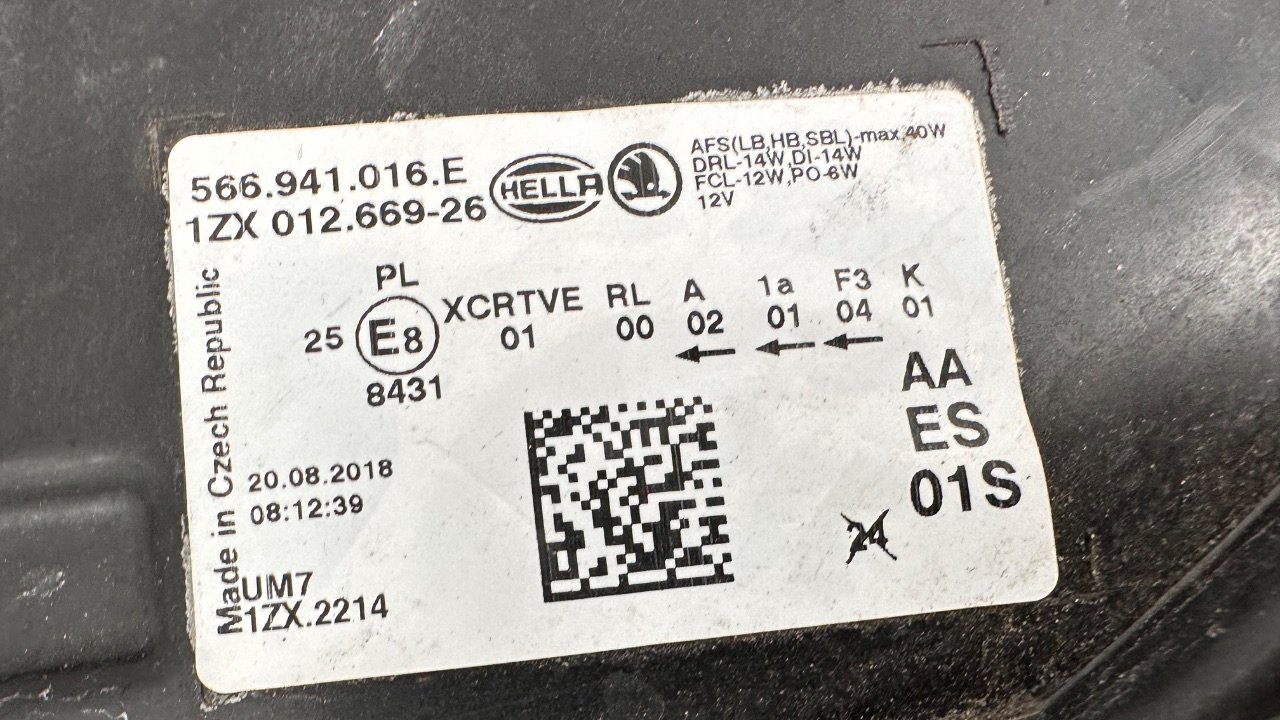 566.941.016.E
1ZX 012.669-26
HELLA
AFS(LB,HB,SBL)-max.40W
DRL-14W,DI-14W
FCL-12W,PO-6W
12V
PL
25 E8 XCRTVE RL A 1a F3 K
01 00 02 01 04 01
8431
AA
ES
01S
24
20.08.2018
08:12:39
UM7
1ZX.2214
Made in Czech Republic